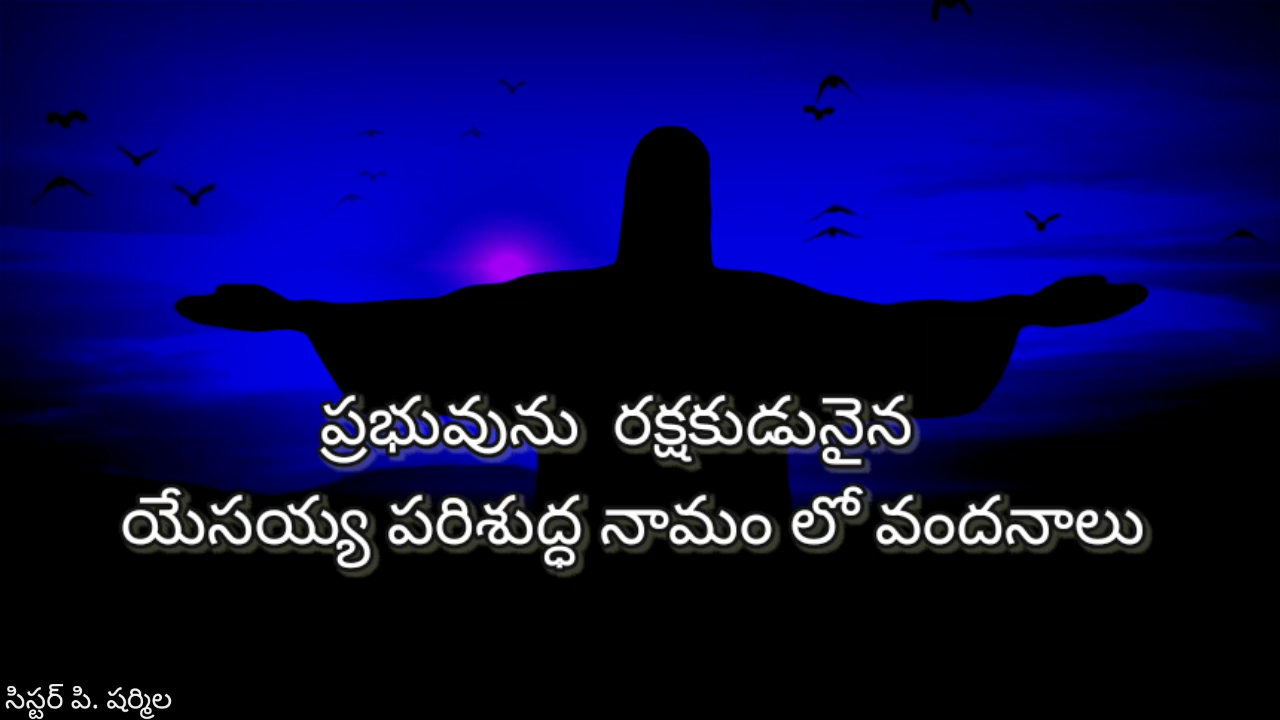 ప్రభువును రక్షకుడునైన
యేసయ్య పరిశుద్ధ నామం లో వందనాలు
సిస్టర్ పి. షర్మిల